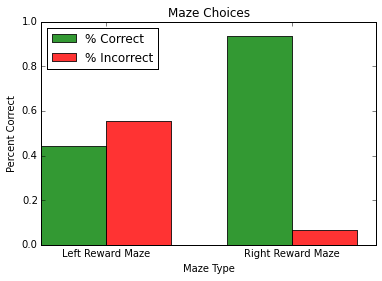 Maze Choices
% Correct
% Incorrect
Percent Correct
1.0
0.8
0.6
0.4
0.2
0.0
Left Reward Maze
Right Reward Maze
Maze Type